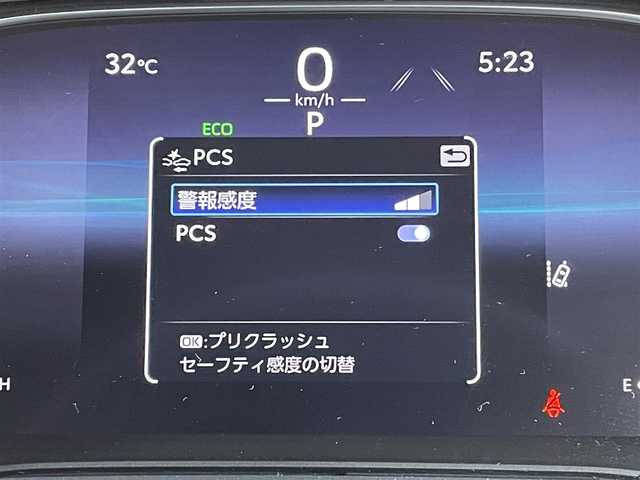 32℃
0
5:23
km/h
P
ECO
PCS
警報感度
PCS
OK:プリクラッシュ
セーフティ感度の切替
H
E